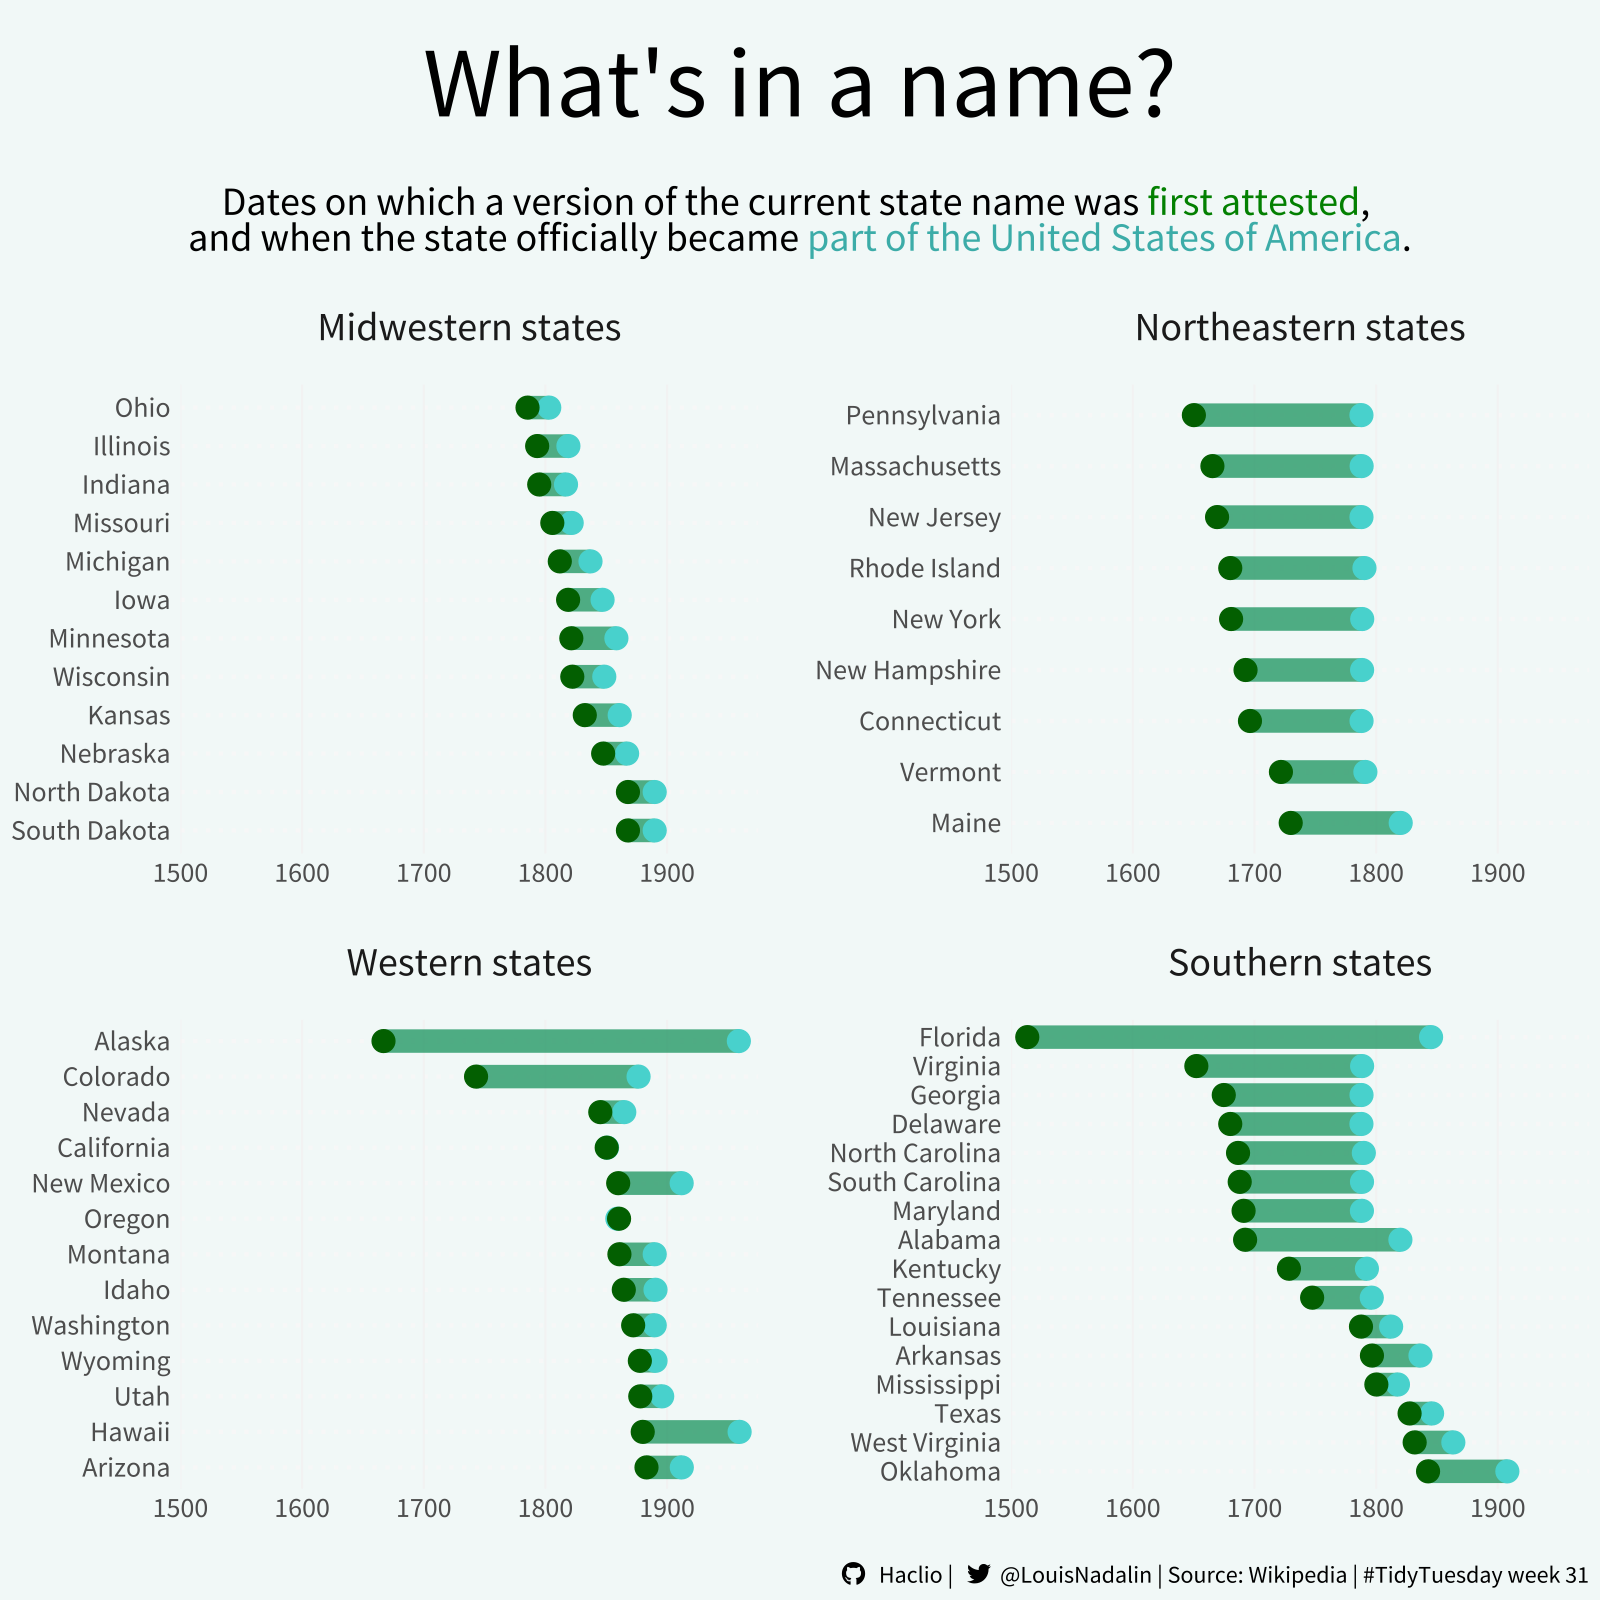 What's in a name?
Dates on which a version of the current state name was first attested,
and when the state officially became part of the United States of America.
Midwestern states
Ohio
Illinois
Indiana
Missouri
Michigan
Iowa
Minnesota
Wisconsin
Kansas
Nebraska
North Dakota
South Dakota
1500 1600 1700 1800 1900
Northeastern states
Pennsylvania
Massachusetts
New Jersey
Rhode Island
New York
New Hampshire
Connecticut
Vermont
Maine
1500 1600 1700 1800 1900
Western states
Alaska
Colorado
Nevada
California
New Mexico
Oregon
Montana
Idaho
Washington
Wyoming
Utah
Hawaii
Arizona
1500 1600 1700 1800 1900
Southern states
Florida
Virginia
Georgia
Delaware
North Carolina
South Carolina
Maryland
Alabama
Kentucky
Tennessee
Louisiana
Arkansas
Mississippi
Texas
West Virginia
Oklahoma
1500 1600 1700 1800 1900
Haclio | @LouisNadalin | Source: Wikipedia | #TidyTuesday week 31